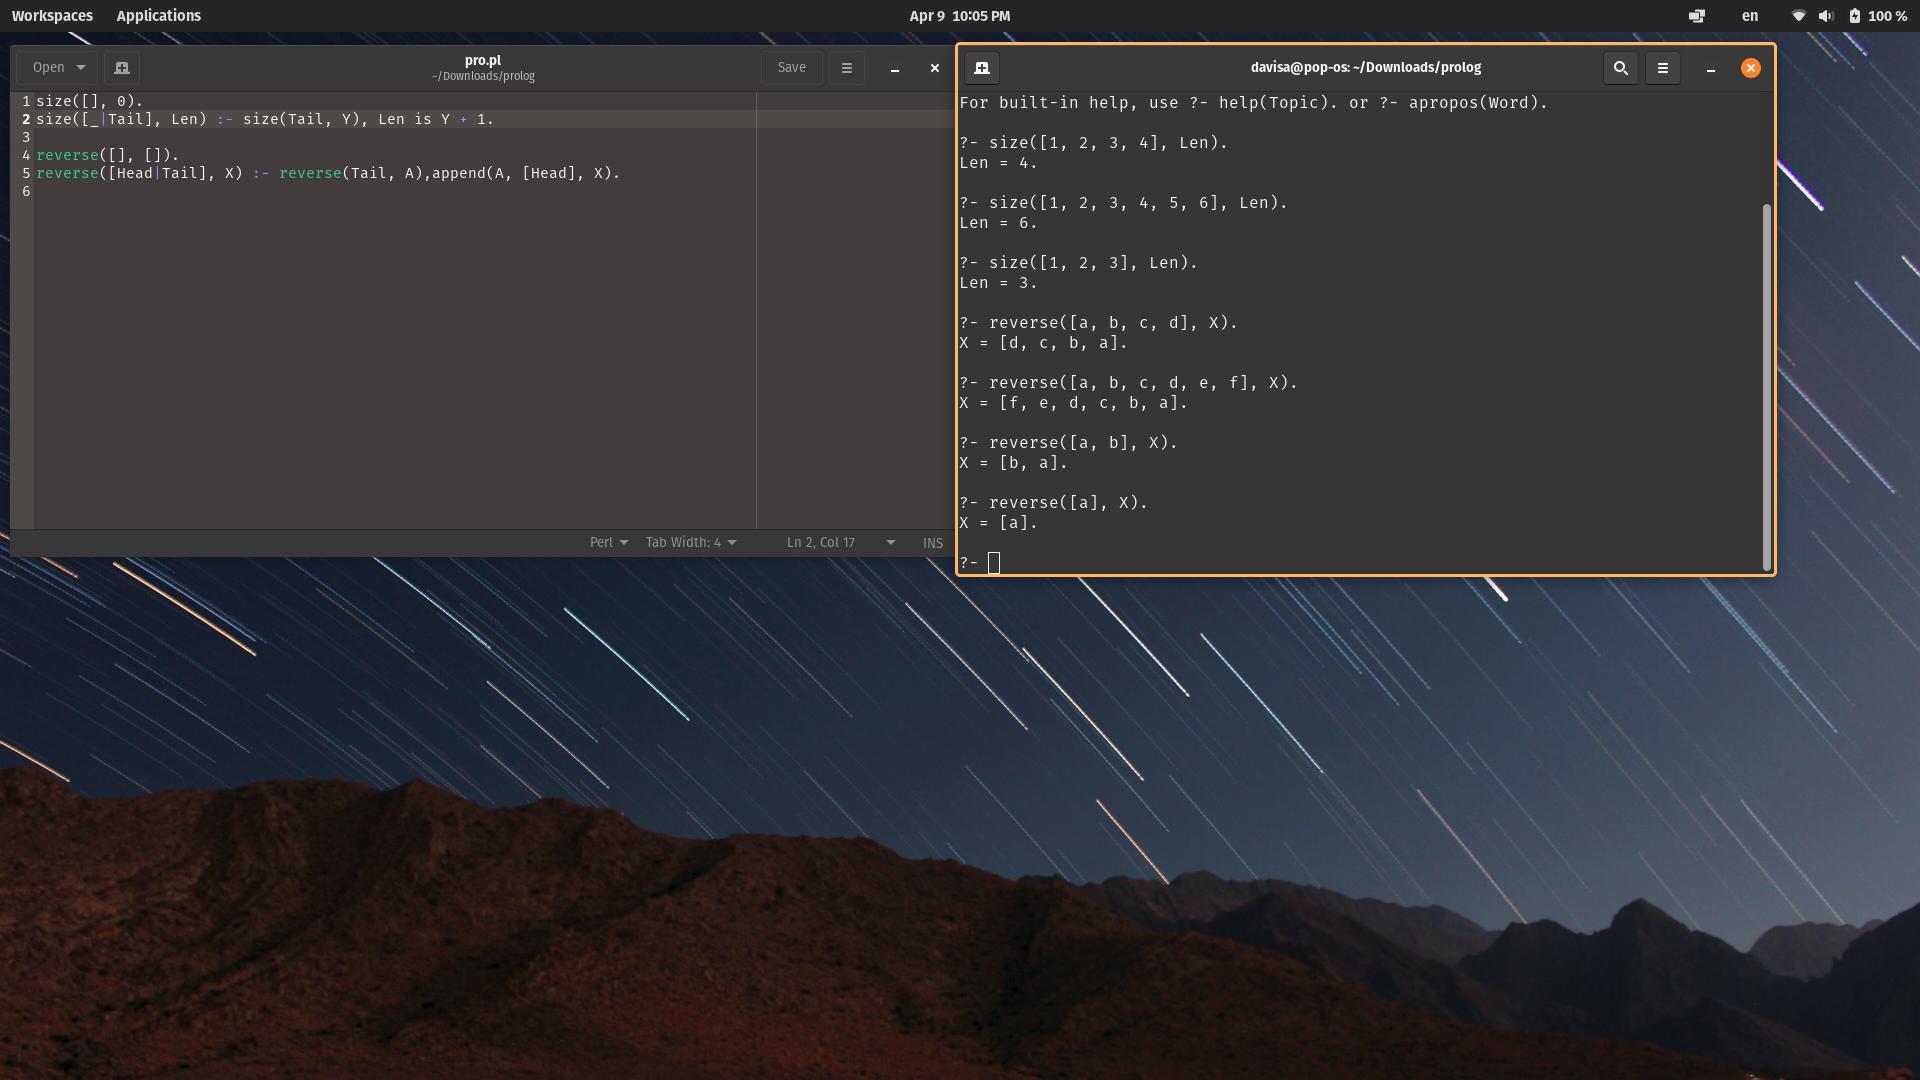 Workspaces Applications Apr 9 10:05 PM en 100 %
Open pro.pl Save
~/Downloads/prolog
1 size([], 0).
2 size([_|Tail], Len) :- size(Tail, Y), Len is Y + 1.
3
4 reverse([], []).
5 reverse([Head|Tail], X) :- reverse(Tail, A),append(A, [Head], X).
6
Perl Tab Width: 4 Ln 2, Col 17 INS
davisa@pop-os: ~/Downloads/prolog
For built-in help, use ?- help(Topic). or ?- apropos(Word).
?- size([1, 2, 3, 4], Len).
Len = 4.
?- size([1, 2, 3, 4, 5, 6], Len).
Len = 6.
?- size([1, 2, 3], Len).
Len = 3.
?- reverse([a, b, c, d], X).
X = [d, c, b, a].
?- reverse([a, b, c, d, e, f], X).
X = [f, e, d, c, b, a].
?- reverse([a, b], X).
X = [b, a].
?- reverse([a], X).
X = [a].
?-